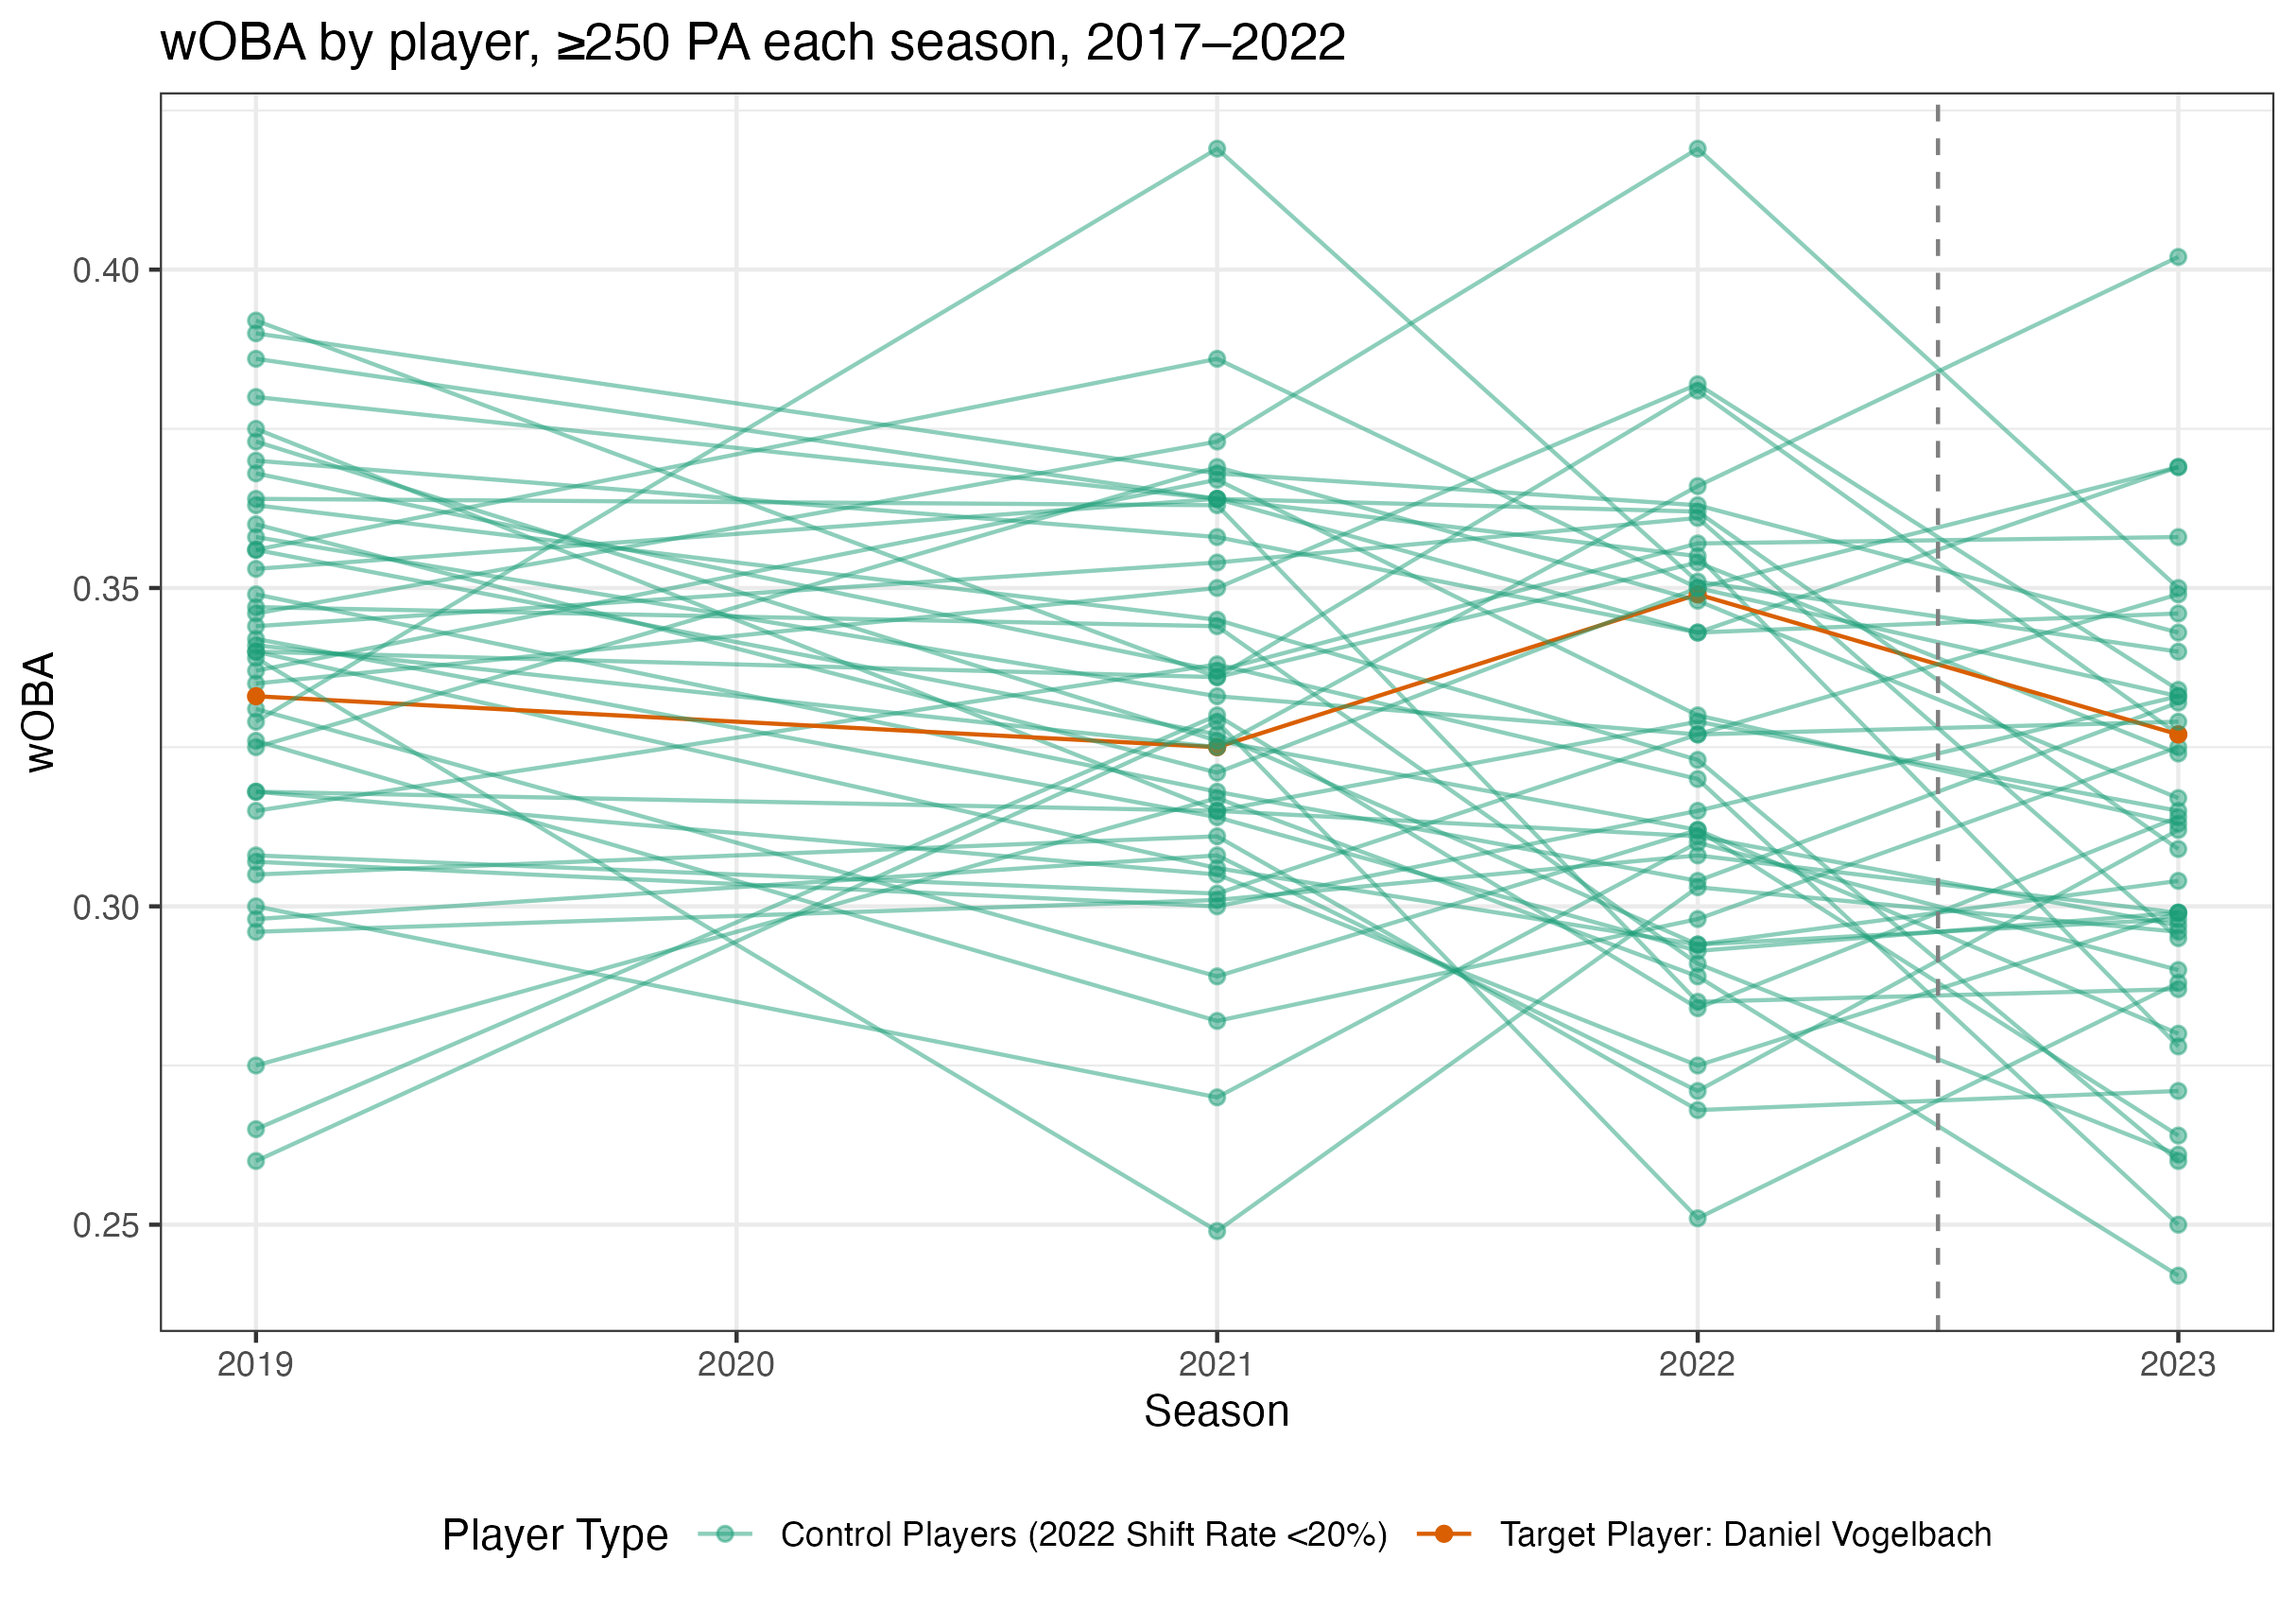 wOBA by player, ≥250 PA each season, 2017–2022
wOBA
0.40
0.35
0.30
0.25
2019 2020 2021 2022 2023
Season
Player Type Control Players (2022 Shift Rate <20%) Target Player: Daniel Vogelbach